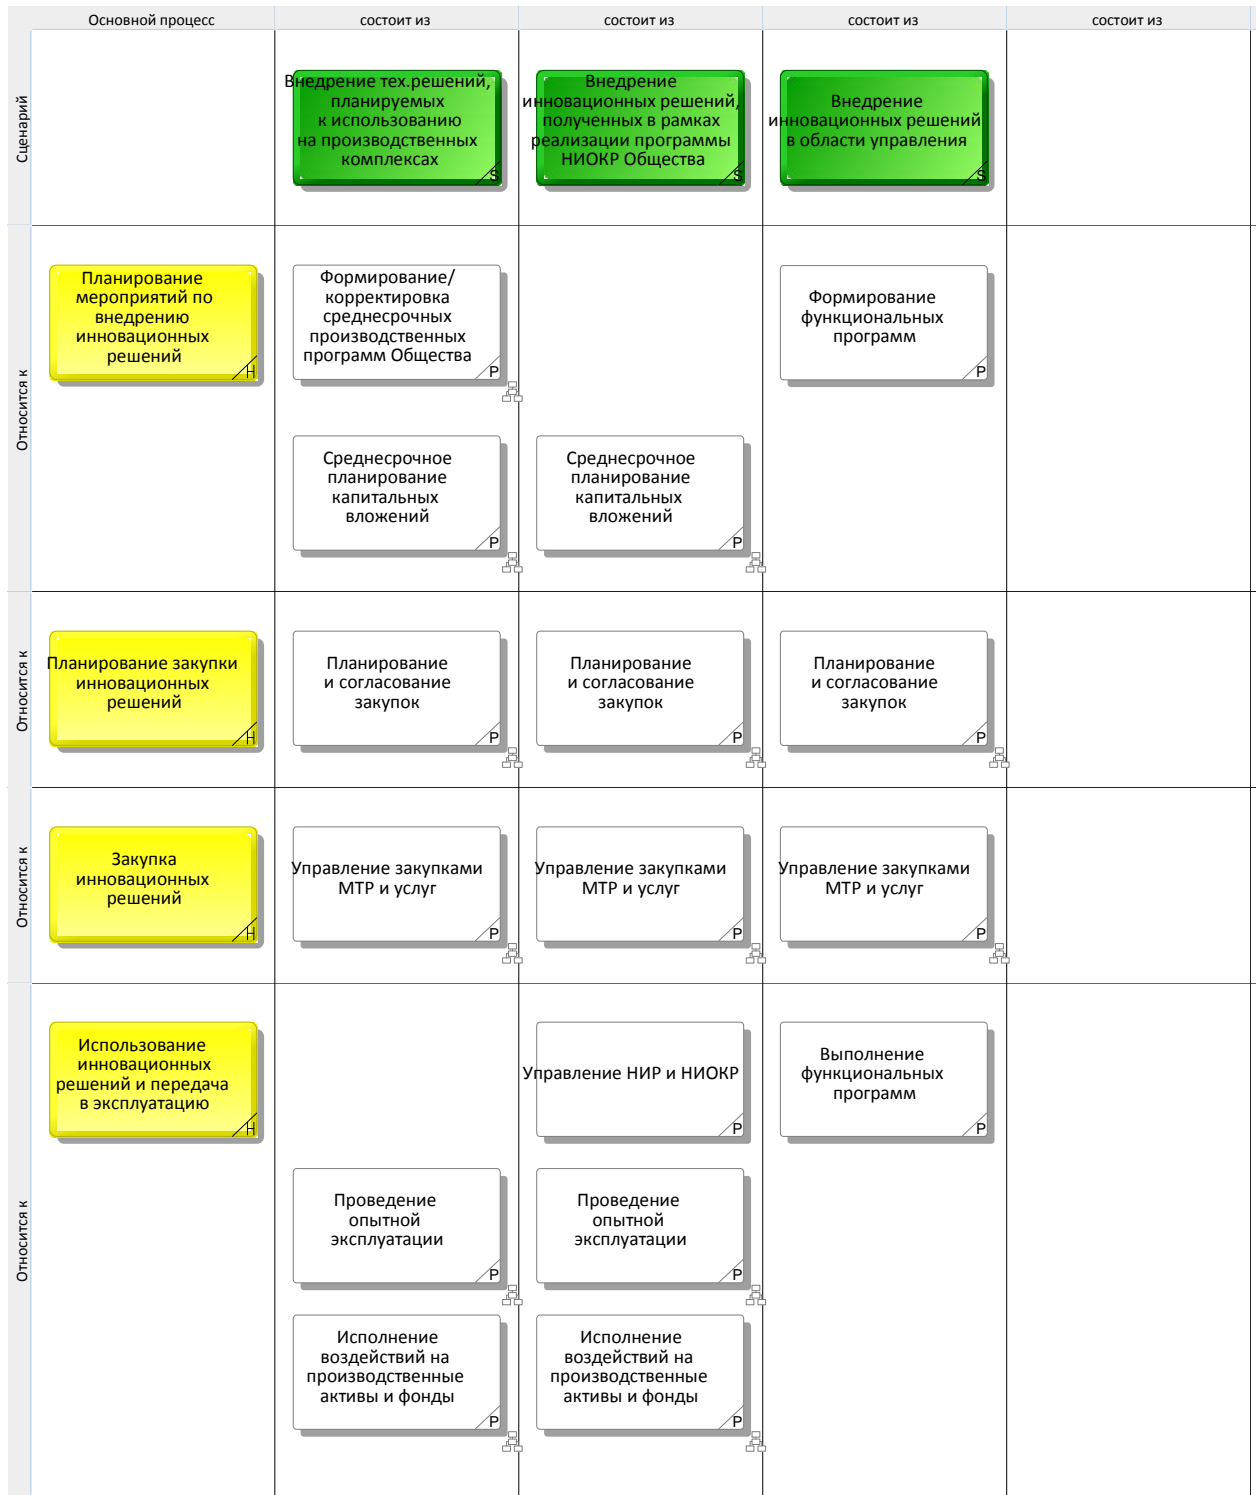 Основной процесс
состоит из
состоит из
состоит из
состоит из
Сценарий
Внедрение тех.решений,
планируемых
к использованию
на производственных
комплексах
S
Внедрение
инновационных решений,
полученных в рамках
реализации программы
НИОКР Общества
S
Внедрение
инновационных решений
в области управления
S
Относится к
Планирование
мероприятий по
внедрению
инновационных
решений
H
Формирование/
корректировка
среднесрочных
производственных
программ Общества
P
Формирование
функциональных
программ
P
Среднесрочное
планирование
капитальных
вложений
P
Среднесрочное
планирование
капитальных
вложений
P
Относится к
Планирование закупки
инновационных
решений
H
Планирование
и согласование
закупок
P
Планирование
и согласование
закупок
P
Планирование
и согласование
закупок
P
Относится к
Закупка
инновационных
решений
H
Управление закупками
МТР и услуг
P
Управление закупками
МТР и услуг
P
Управление закупками
МТР и услуг
P
Относится к
Использование
инновационных
решений и передача
в эксплуатацию
H
Управление НИР и НИОКР
P
Выполнение
функциональных
программ
P
Проведение
опытной
эксплуатации
P
Проведение
опытной
эксплуатации
P
Исполнение
воздействий на
производственные
активы и фонды
P
Исполнение
воздействий на
производственные
активы и фонды
P